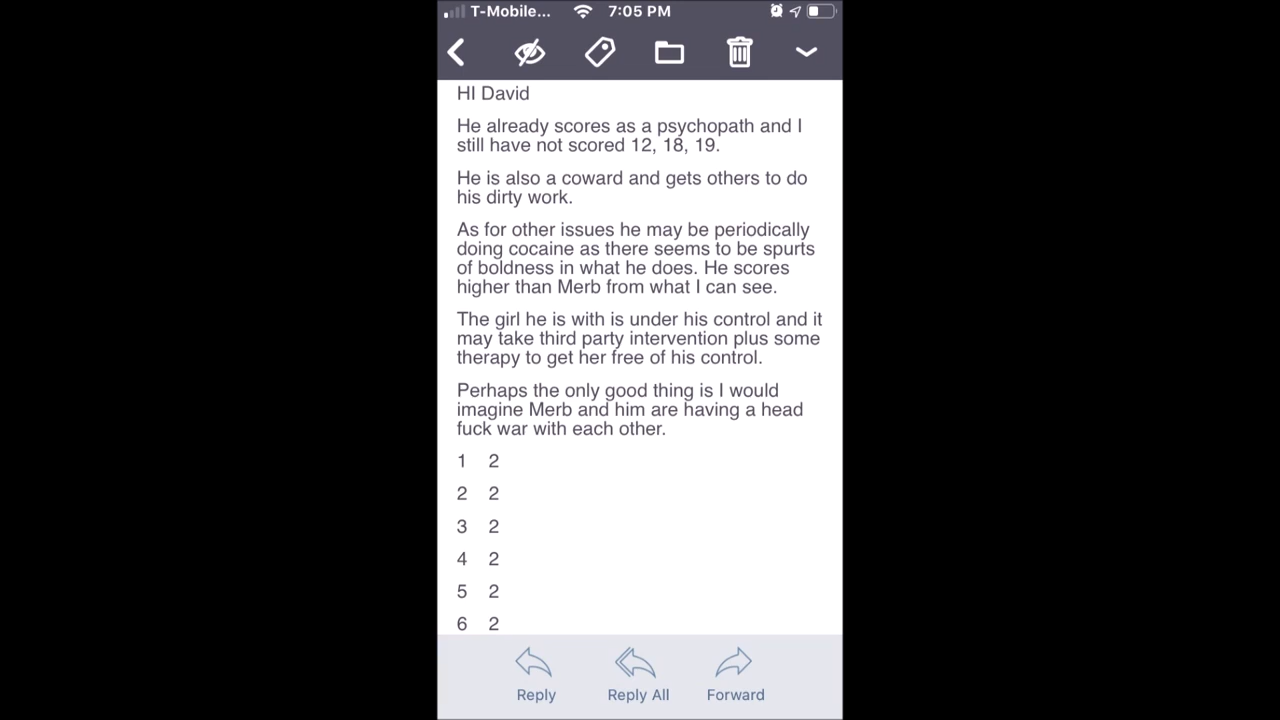 T-Mobile... 7:05 PM
HI David
He already scores as a psychopath and I
still have not scored 12, 18, 19.
He is also a coward and gets others to do
his dirty work.
As for other issues he may be periodically
doing cocaine as there seems to be spurts
of boldness in what he does. He scores
higher than Merb from what I can see.
The girl he is with is under his control and it
may take third party intervention plus some
therapy to get her free of his control.
Perhaps the only good thing is I would
imagine Merb and him are having a head
fuck war with each other.
1 2
2 2
3 2
4 2
5 2
6 2
Reply Reply All Forward